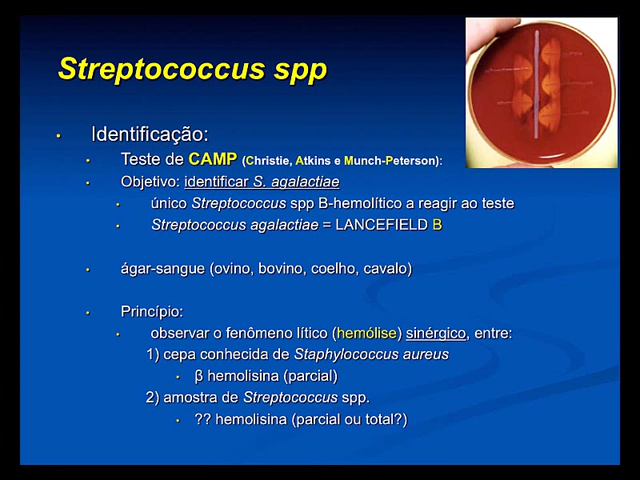 Streptococcus spp
• Identificação:
• Teste de CAMP (Christie, Atkins e Munch-Peterson):
• Objetivo: identificar S. agalactiae
• único Streptococcus spp B-hemolítico a reagir ao teste
• Streptococcus agalactiae = LANCEFIELD B
• ágar-sangue (ovino, bovino, coelho, cavalo)
• Princípio:
• observar o fenômeno lítico (hemólise) sinérgico, entre:
1) cepa conhecida de Staphylococcus aureus
• β hemolisina (parcial)
2) amostra de Streptococcus spp.
• ?? hemolisina (parcial ou total?)